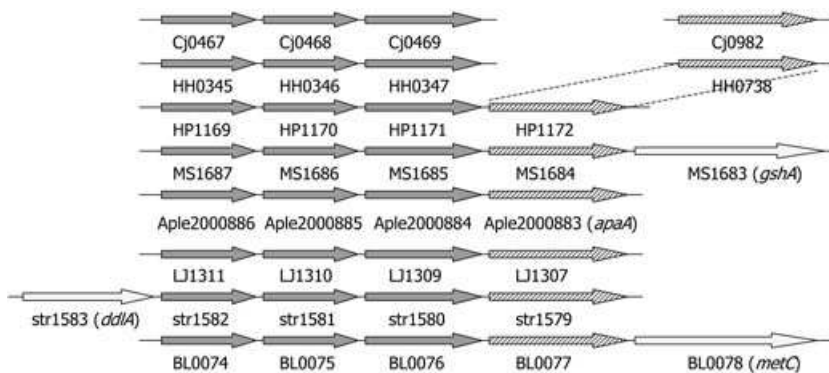 Cj0467 Cj0468 Cj0469 Cj0982
HH0345 HH0346 HH0347 HH0738
HP1169 HP1170 HP1171 HP1172
MS1687 MS1686 MS1685 MS1684 MS1683 (gshA)
Aple2000886 Aple2000885 Aple2000884 Aple2000883 (apaA)
LJ1311 LJ1310 LJ1309 LJ1307
str1583 (ddlA) str1582 str1581 str1580 str1579
BL0074 BL0075 BL0076 BL0077 BL0078 (metC)